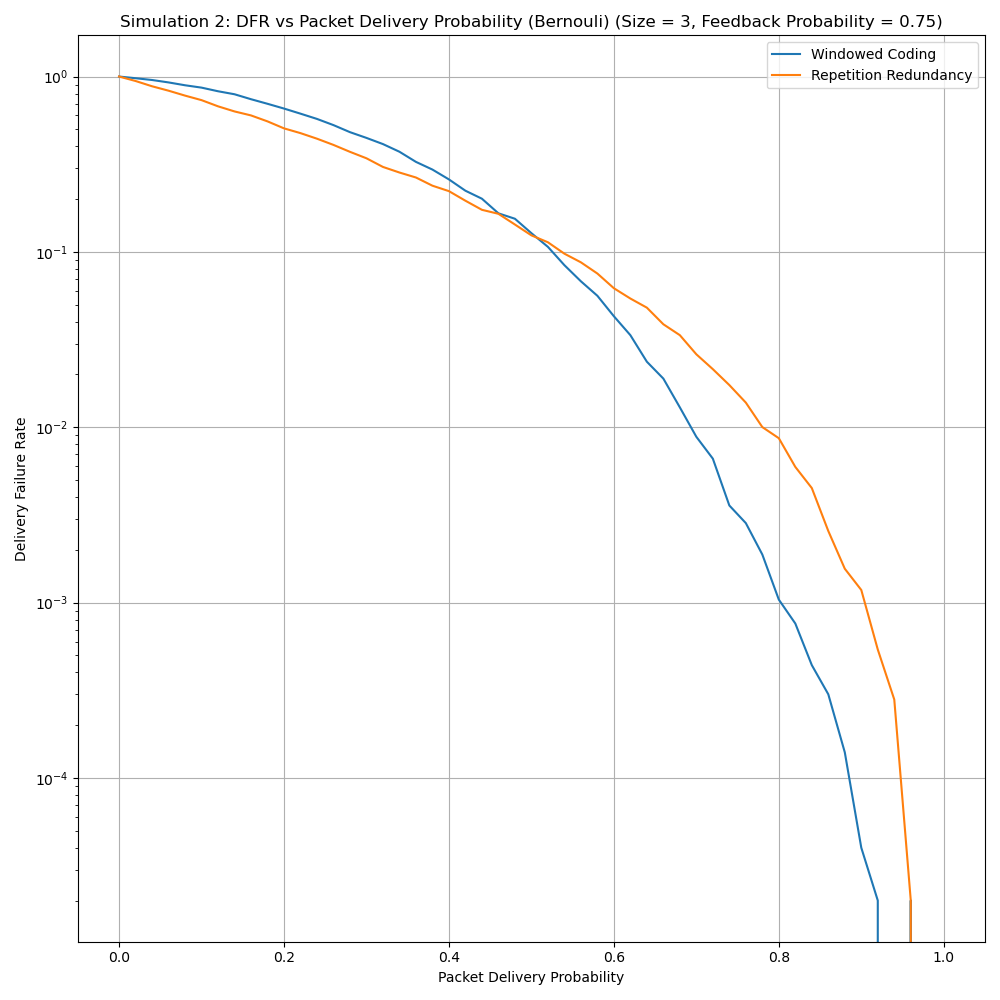 Simulation 2: DFR vs Packet Delivery Probability (Bernouli) (Size = 3, Feedback Probability = 0.75)
Windowed Coding
Repetition Redundancy
10⁰
10⁻¹
10⁻²
10⁻³
10⁻⁴
Delivery Failure Rate
0.0 0.2 0.4 0.6 0.8 1.0
Packet Delivery Probability